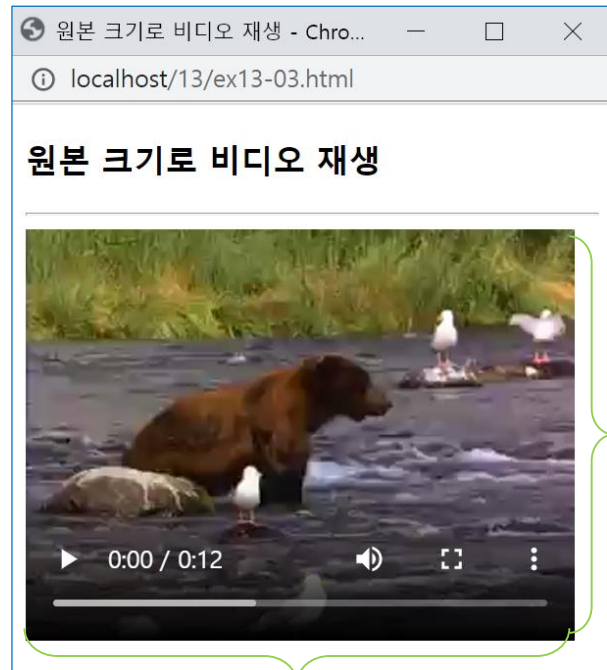 원본 크기로 비디오 재생 - Chro...
localhost/13/ex13-03.html
원본 크기로 비디오 재생
0:00 / 0:12